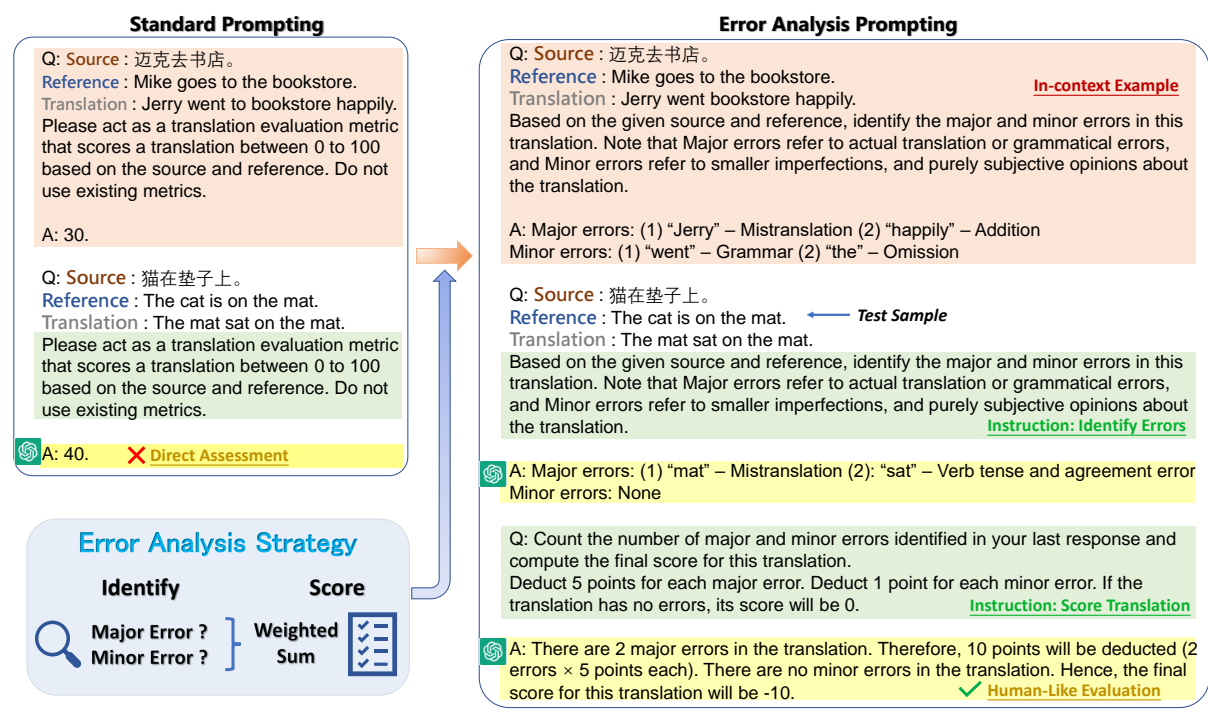 Standard Prompting
Q: Source : 迈克去书店。
Reference : Mike goes to the bookstore.
Translation : Jerry went to bookstore happily.
Please act as a translation evaluation metric
that scores a translation between 0 to 100
based on the source and reference. Do not
use existing metrics.
A: 30.
Q: Source : 猫在垫子上。
Reference : The cat is on the mat.
Translation : The mat sat on the mat.
Please act as a translation evaluation metric
that scores a translation between 0 to 100
based on the source and reference. Do not
use existing metrics.
A: 40. Direct Assessment
Error Analysis Strategy
Identify Score
Major Error ?
Minor Error ?
Weighted
Sum
Error Analysis Prompting
Q: Source : 迈克去书店。
Reference : Mike goes to the bookstore.
In-context Example
Translation : Jerry went bookstore happily.
Based on the given source and reference, identify the major and minor errors in this
translation. Note that Major errors refer to actual translation or grammatical errors,
and Minor errors refer to smaller imperfections, and purely subjective opinions about
the translation.
A: Major errors: (1) “Jerry” – Mistranslation (2) “happily” – Addition
Minor errors: (1) “went” – Grammar (2) “the” – Omission
Q: Source : 猫在垫子上。
Reference : The cat is on the mat. Test Sample
Translation : The mat sat on the mat.
Based on the given source and reference, identify the major and minor errors in this
translation. Note that Major errors refer to actual translation or grammatical errors,
and Minor errors refer to smaller imperfections, and purely subjective opinions about
the translation. Instruction: Identify Errors
A: Major errors: (1) “mat” – Mistranslation (2): “sat” – Verb tense and agreement error
Minor errors: None
Q: Count the number of major and minor errors identified in your last response and
compute the final score for this translation.
Deduct 5 points for each major error. Deduct 1 point for each minor error. If the
translation has no errors, its score will be 0. Instruction: Score Translation
A: There are 2 major errors in the translation. Therefore, 10 points will be deducted (2
errors × 5 points each). There are no minor errors in the translation. Hence, the final
score for this translation will be -10. Human-Like Evaluation